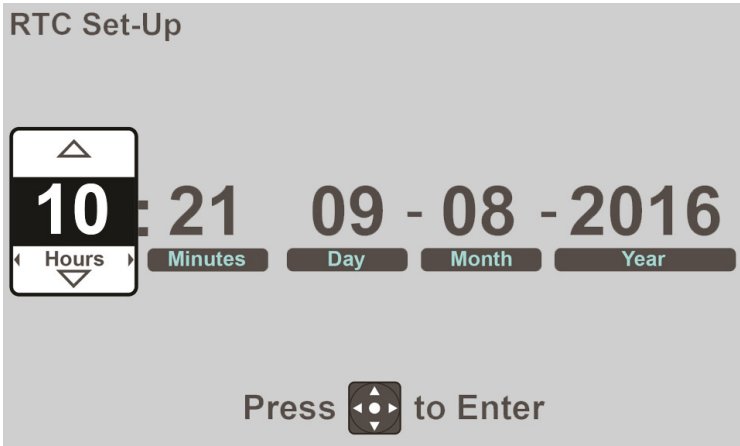 RTC Set-Up
10 : 21 09 - 08 - 2016
Hours Minutes Day Month Year
Press to Enter